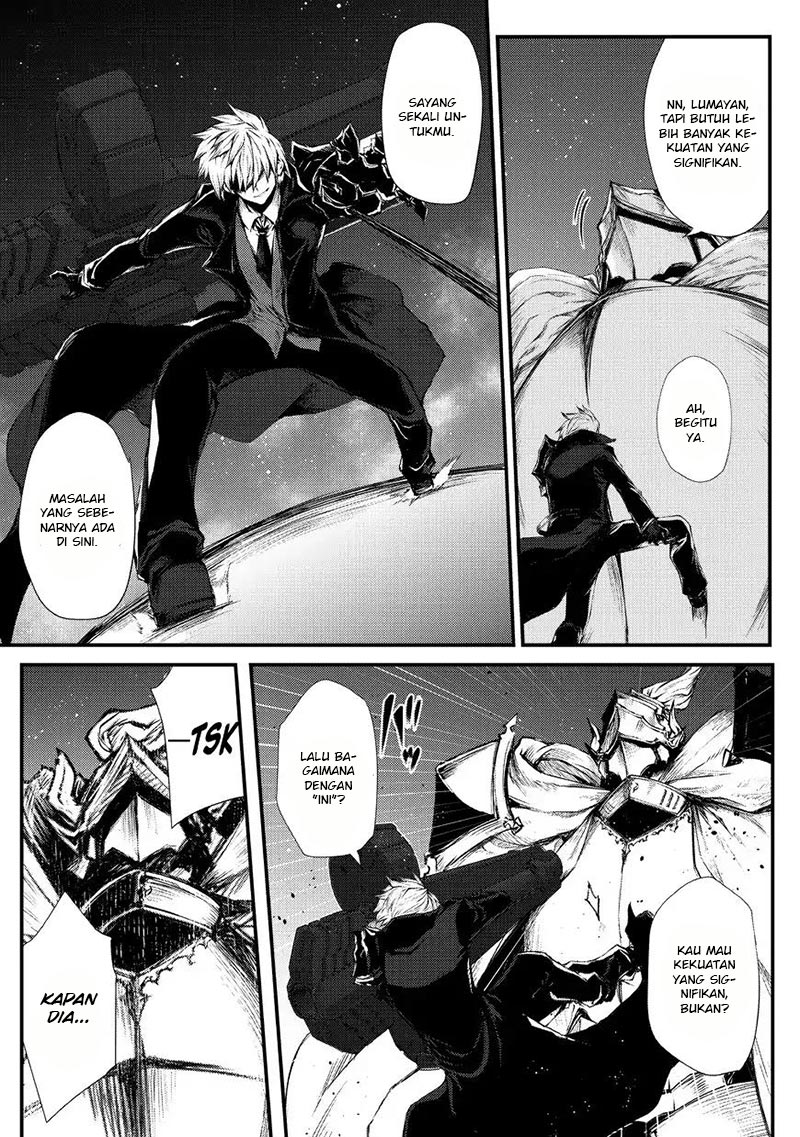 NN, LUMAYAN,
TAPI BUTUH LE-
BIH BANYAK KE-
KUATAN YANG
SIGNIFIKAN.
AH,
BEGITU
YA.
SAYANG
SEKALI UN-
TUKMU.
MASALAH
YANG SEBE-
NARNYA ADA
DI SINI.
LALU BA-
GAIMANA
DENGAN
"INI"?
KAU MAU
KEKUATAN
YANG SIG-
NIFIKAN,
BUKAN?
–TSK
KAPAN
DIA...